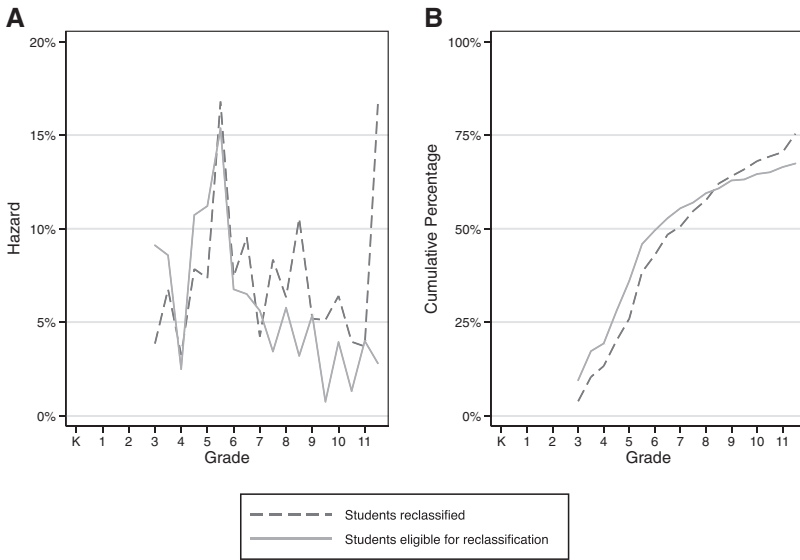 A
B
20%
15%
10%
5%
0%
Hazard
K 1 2 3 4 5 6 7 8 9 10 11
Grade
100%
75%
50%
25%
0%
Cumulative Percentage
K 1 2 3 4 5 6 7 8 9 10 11
Grade
Students reclassified
Students eligible for reclassification